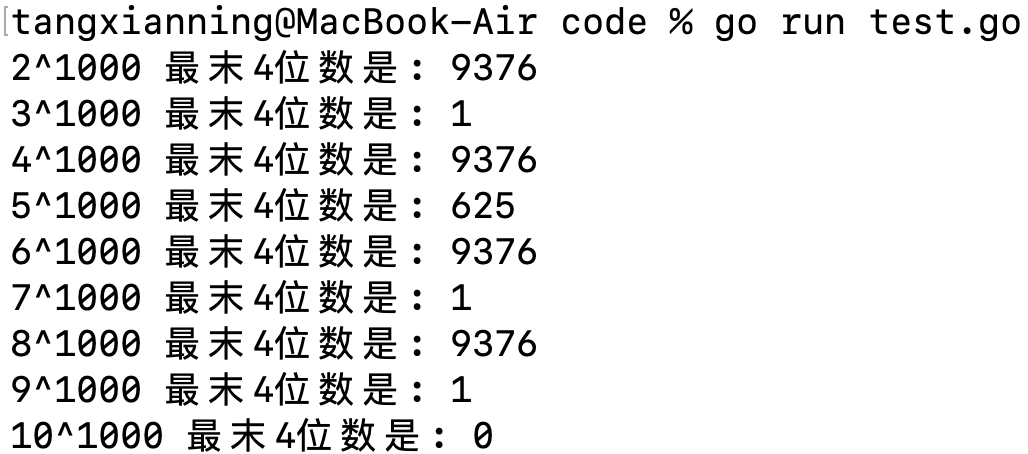 [tangxianning@MacBook-Air code % go run test.go
2^1000 最末4位数是: 9376
3^1000 最末4位数是: 1
4^1000 最末4位数是: 9376
5^1000 最末4位数是: 625
6^1000 最末4位数是: 9376
7^1000 最末4位数是: 1
8^1000 最末4位数是: 9376
9^1000 最末4位数是: 1
10^1000 最末4位数是: 0